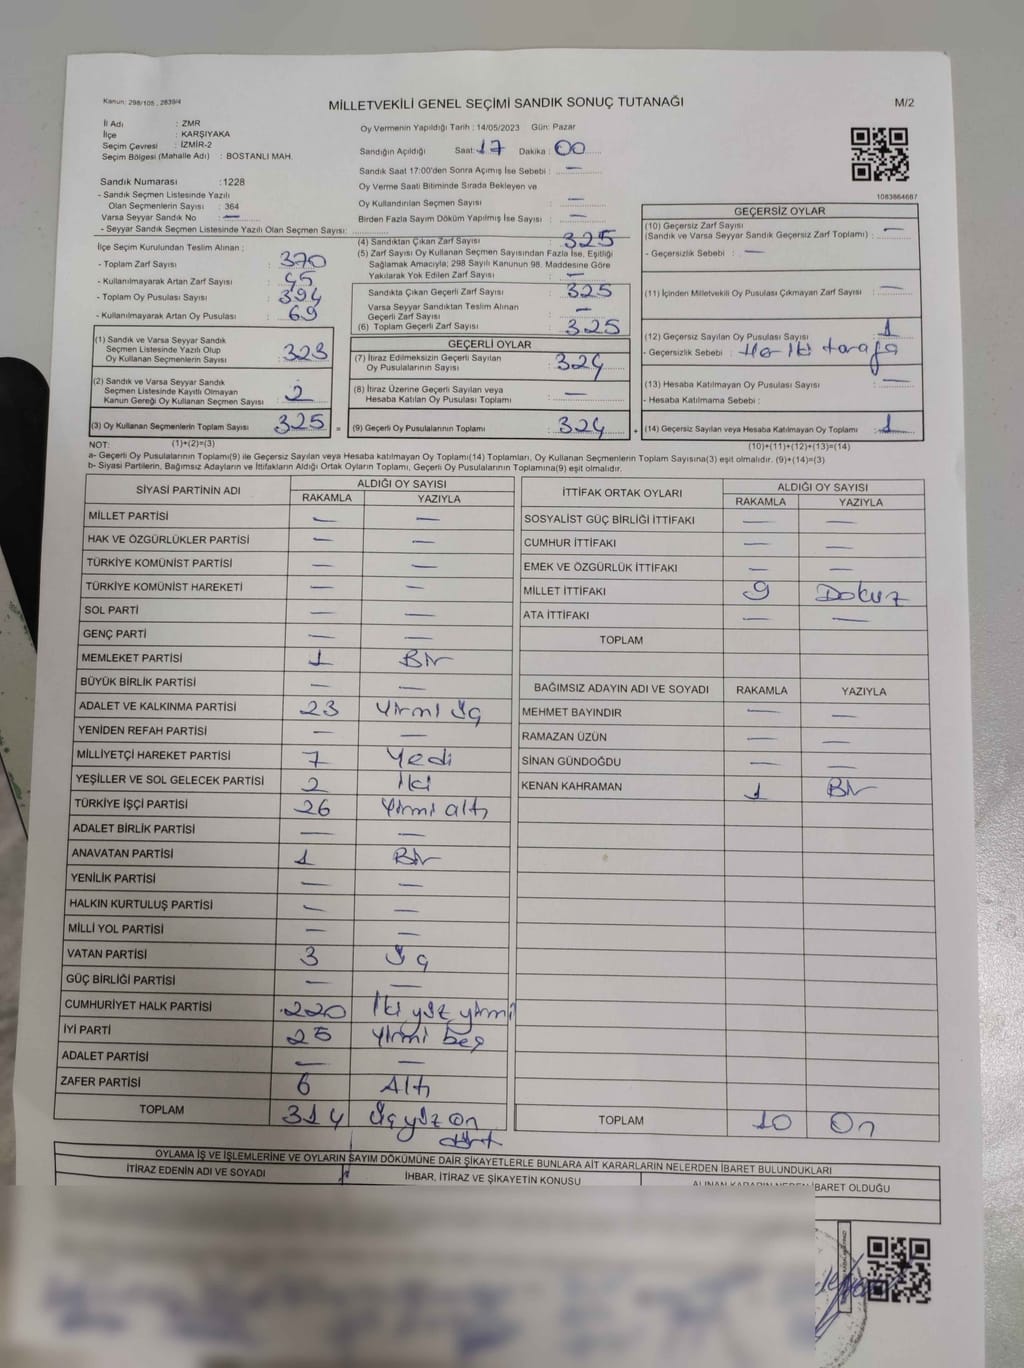 Kanun: 298/105 , 2839/4
MİLLETVEKİLİ GENEL SEÇİMİ SANDIK SONUÇ TUTANAĞI
M/2
İl Adı : ZMR
İlçe : KARŞIYAKA
Seçim Çevresi : İZMİR-2
Seçim Bölgesi (Mahalle Adı) : BOSTANLI MAH.
Oy Vermenin Yapıldığı Tarih : 14/05/2023 Gün: Pazar
Sandığın Açıldığı Saat: 17 Dakika : 00
Sandık Saat 17:00'den Sonra Açımış İse Sebebi : —
Oy Verme Saati Bitiminde Sırada Bekleyen ve
Oy Kullandırılan Seçmen Sayısı : —
Birden Fazla Sayım Döküm Yapılmış İse Sayısı : —
Sandık Numarası : 1228
- Sandık Seçmen Listesinde Yazılı
Olan Seçmenlerin Sayısı : 364
Varsa Seyyar Sandık No : —
- Seyyar Sandık Seçmen Listesinde Yazılı Olan Seçmen Sayısı:
1083864687
İlçe Seçim Kurulundan Teslim Alınan :
- Toplam Zarf Sayısı : 370
- Kullanılmayarak Artan Zarf Sayısı : 45
- Toplam Oy Pusulası Sayısı : 394
- Kullanılmayarak Artan Oy Pusulası : 69
(1) Sandık ve Varsa Seyyar Sandık
Seçmen Listesinde Yazılı Olup
Oy Kullanan Seçmenlerin Sayısı : 323
(2) Sandık ve Varsa Seyyar Sandık
Seçmen Listesinde Kayıtlı Olmayan
Kanun Gereği Oy Kullanan Seçmen Sayısı : 2
(3) Oy Kullanan Seçmenlerin Toplam Sayısı 325 =
(4) Sandıktan Çıkan Zarf Sayısı : 325
(5) Zarf Sayısı Oy Kullanan Seçmen Sayısından Fazla İse, Eşitliği
Sağlamak Amacıyla; 298 Sayılı Kanunun 98. Maddesine Göre
Yakılarak Yok Edilen Zarf Sayısı : —
Sandıkta Çıkan Geçerli Zarf Sayısı : 325
Varsa Seyyar Sandıktan Teslim Alınan
Geçerli Zarf Sayısı : —
(6) Toplam Geçerli Zarf Sayısı : 325
GEÇERLİ OYLAR
(7) İtiraz Edilmeksizin Geçerli Sayılan
Oy Pusulalarının Sayısı : 324
(8) İtiraz Üzerine Geçerli Sayılan veya
Hesaba Katılan Oy Pusulaları Toplamı : —
(9) Geçerli Oy Pusulalarının Toplamı : 324 +
GEÇERSİZ OYLAR
(10) Geçersiz Zarf Sayısı
(Sandık ve Varsa Seyyar Sandık Geçersiz Zarf Toplamı) : —
- Geçersizlik Sebebi : —
(11) İçinden Milletvekili Oy Pusulası Çıkmayan Zarf Sayısı : —
(12) Geçersiz Sayılan Oy Pusulası Sayısı : 1
- Geçersizlik Sebebi : Her iki tarafa
(13) Hesaba Katılmayan Oy Pusulası Sayısı : —
- Hesaba Katılmama Sebebi :
(14) Geçersiz Sayılan veya Hesaba Katılmayan Oy Toplamı : 1
NOT: (1)+(2)=(3) (10)+(11)+(12)+(13)=(14)
a- Geçerli Oy Pusulaları Toplamı(9) ile Geçersiz Sayılan veya Hesaba katılmayan Oy Toplamı(14) Toplamları, Oy Kullanan Seçmenlerin Toplam Sayısına(3) eşit olmalıdır. (9)+(14)=(3)
b- Siyasi Partilerin, Bağımsız Adayların ve İttifakların Aldığı Ortak Oyların Toplamı, Geçerli Oy Pusulalarının Toplamına(9) eşit olmalıdır.
SİYASİ PARTİNİN ADI ALDIĞI OY SAYISI
RAKAMLA YAZIYLA
MİLLET PARTİSİ — —
HAK VE ÖZGÜRLÜKLER PARTİSİ — —
TÜRKİYE KOMÜNİST PARTİSİ — —
TÜRKİYE KOMÜNİST HAREKETİ — —
SOL PARTİ — —
GENÇ PARTİ — —
MEMLEKET PARTİSİ 1 Bir
BÜYÜK BİRLİK PARTİSİ — —
ADALET VE KALKINMA PARTİSİ 23 Yirmi Üç
YENİDEN REFAH PARTİSİ — —
MİLLİYETÇİ HAREKET PARTİSİ 7 Yedi
YEŞİLLER VE SOL GELECEK PARTİSİ 2 İki
TÜRKİYE İŞÇİ PARTİSİ 26 Yirmi altı
ADALET BİRLİK PARTİSİ — —
ANAVATAN PARTİSİ 1 Bir
YENİLİK PARTİSİ — —
HALKIN KURTULUŞ PARTİSİ — —
MİLLİ YOL PARTİSİ — —
VATAN PARTİSİ 3 Üç
GÜÇ BİRLİĞİ PARTİSİ — —
CUMHURİYET HALK PARTİSİ 220 İki yüz yirmi
İYİ PARTİ 25 Yirmi beş
ADALET PARTİSİ — —
ZAFER PARTİSİ 6 Altı
TOPLAM 314 Üç yüz on
dört
İTTİFAK ORTAK OYLARI ALDIĞI OY SAYISI
RAKAMLA YAZIYLA
SOSYALİST GÜÇ BİRLİĞİ İTTİFAKI — —
CUMHUR İTTİFAKI — —
EMEK VE ÖZGÜRLÜK İTTİFAKI — —
MİLLET İTTİFAKI 9 Dokuz
ATA İTTİFAKI — —
TOPLAM
BAĞIMSIZ ADAYIN ADI VE SOYADI RAKAMLA YAZIYLA
MEHMET BAYINDIR — —
RAMAZAN ÜZÜN — —
SİNAN GÜNDOĞDU — —
KENAN KAHRAMAN 1 Bir
TOPLAM 10 On
OYLAMA İŞ VE İŞLEMLERİNE VE OYLARIN SAYIM DÖKÜMÜNE DAİR ŞİKAYETLERLE BUNLARA AİT KARARLARIN NELERDEN İBARET BULUNDUKLARI
İTİRAZ EDENİN ADI VE SOYADI İHBAR, İTİRAZ VE ŞİKAYETİN KONUSU ALINAN KARARIN NEDEN İBARET OLDUĞU